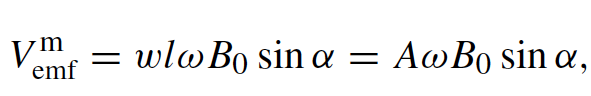 V^m_emf = wlωB₀ sin α = AωB₀ sin α,